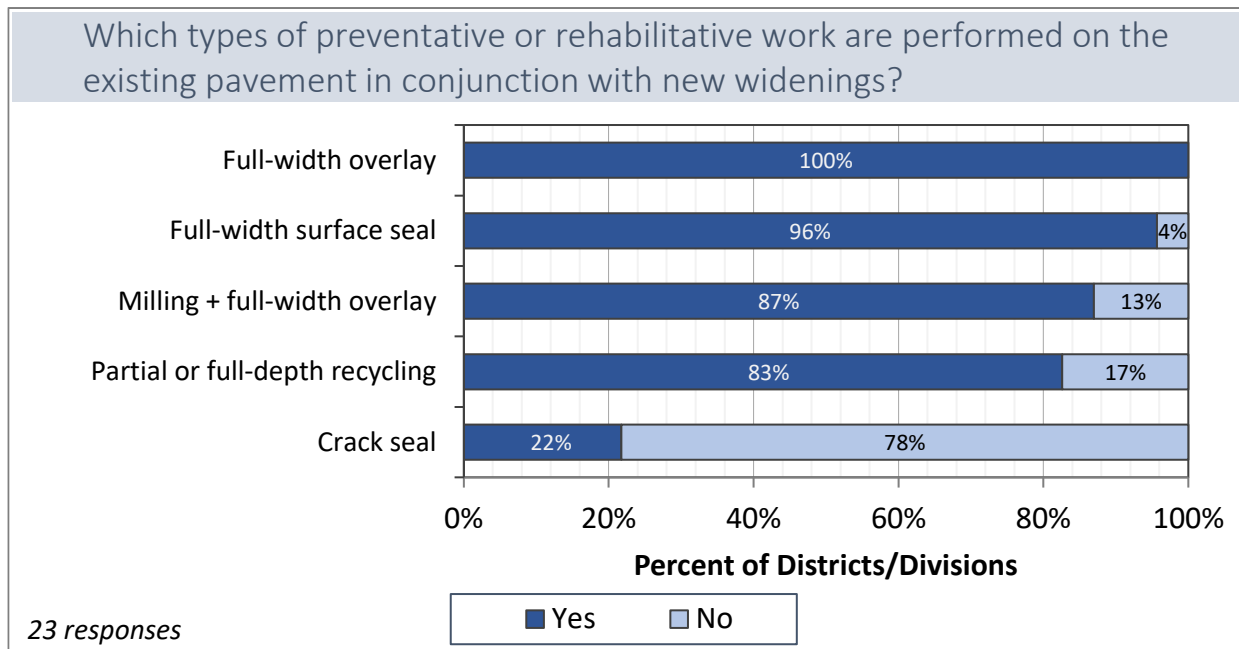 Which types of preventative or rehabilitative work are performed on the
existing pavement in conjunction with new widenings?
Full-width overlay
100%
Full-width surface seal
96% 4%
Milling + full-width overlay
87% 13%
Partial or full-depth recycling
83% 17%
Crack seal
22% 78%
0% 20% 40% 60% 80% 100%
Percent of Districts/Divisions
Yes No
23 responses